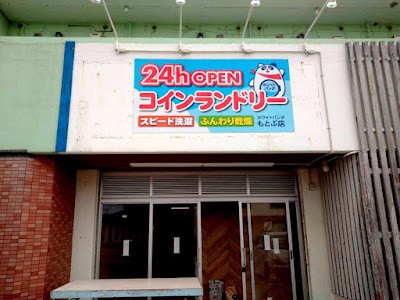 24h OPEN
コインランドリー
スピード洗濯 ふんわり乾燥
ホワイトパンダ
もとぶ店